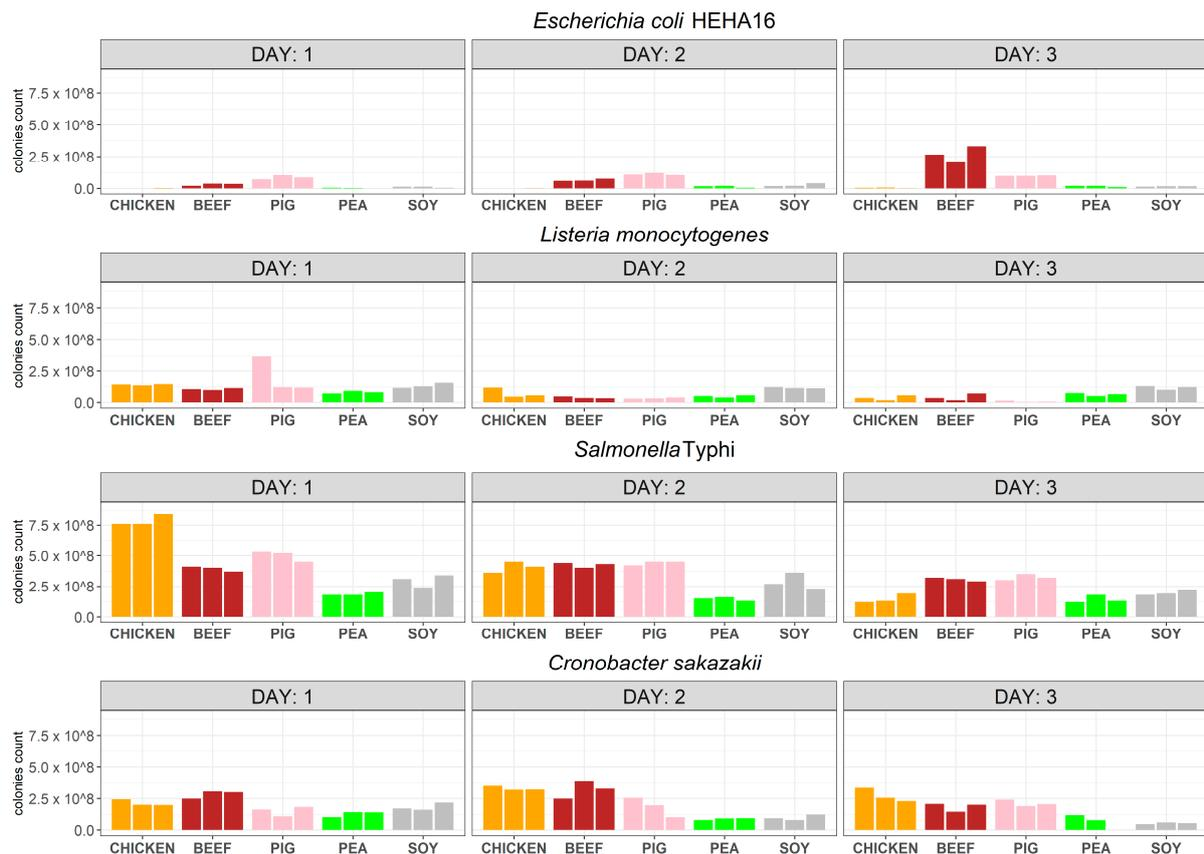 Escherichia coli HEHA16
DAY: 1 DAY: 2 DAY: 3
colonies count
7.5 x 10^8
5.0 x 10^8
2.5 x 10^8
0.0
CHICKEN BEEF PIG PEA SOY CHICKEN BEEF PIG PEA SOY CHICKEN BEEF PIG PEA SOY
Listeria monocytogenes
DAY: 1 DAY: 2 DAY: 3
colonies count
7.5 x 10^8
5.0 x 10^8
2.5 x 10^8
0.0
CHICKEN BEEF PIG PEA SOY CHICKEN BEEF PIG PEA SOY CHICKEN BEEF PIG PEA SOY
Salmonella Typhi
DAY: 1 DAY: 2 DAY: 3
colonies count
7.5 x 10^8
5.0 x 10^8
2.5 x 10^8
0.0
CHICKEN BEEF PIG PEA SOY CHICKEN BEEF PIG PEA SOY CHICKEN BEEF PIG PEA SOY
Cronobacter sakazakii
DAY: 1 DAY: 2 DAY: 3
colonies count
7.5 x 10^8
5.0 x 10^8
2.5 x 10^8
0.0
CHICKEN BEEF PIG PEA SOY CHICKEN BEEF PIG PEA SOY CHICKEN BEEF PIG PEA SOY